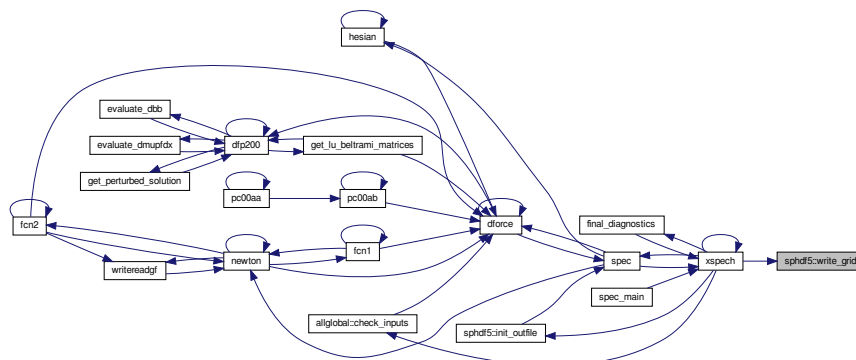 hesian
evaluate_dbb
evaluate_dmupfdx
dfp200
get_lu_beltrami_matrices
get_perturbed_solution
pc00aa
pc00ab
fcn2
dforce
final_diagnostics
fcn1
writereadgf
newton
spec
xspech
sphdf5::write_grid
spec_main
allglobal::check_inputs
sphdf5::init_outfile